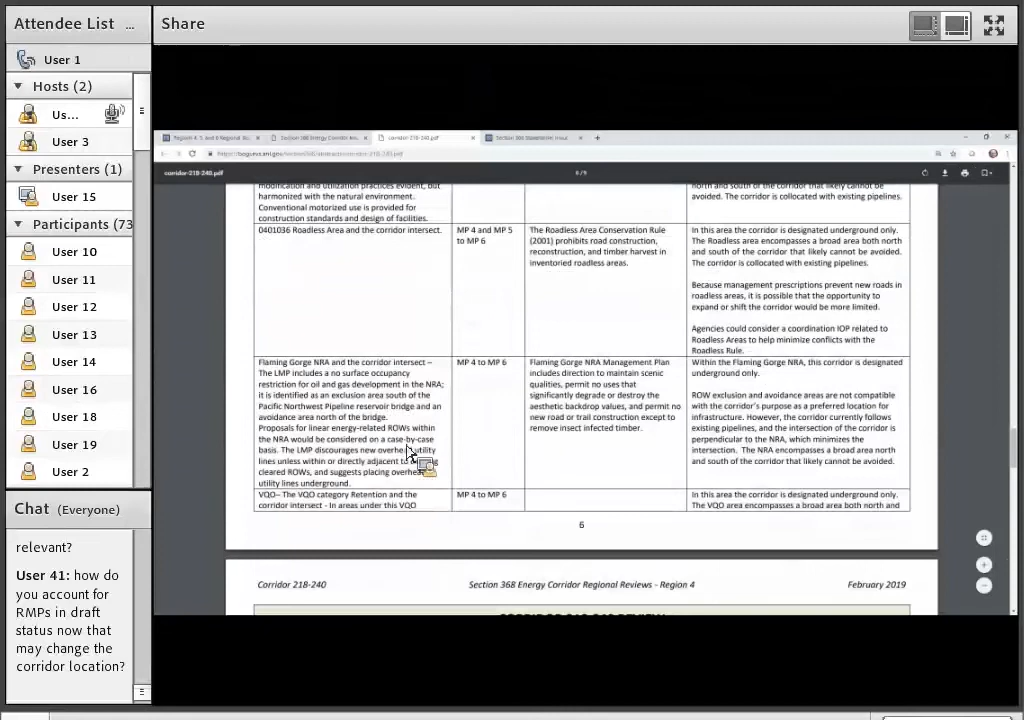 Attendee List ...
Share
User 1
Hosts (2)
Us...
User 3
Presenters (1)
User 15
Participants (73
User 10
User 11
User 12
User 13
User 14
User 16
User 18
User 19
User 2
Chat (Everyone)
relevant?
User 41: how do
you account for
RMPs in draft
status now that
may change the
corridor location?
corridor-218-240.pdf
corridor-218-240.pdf
6/9
modification and utilization practices evident, but
harmonized with the natural environment.
Conventional motorized use is provided for
construction standards and design of facilities.
north and south of the corridor that likely cannot be
avoided. The corridor is collocated with existing pipelines.
0401036 Roadless Area and the corridor intersect.
MP 4 and MP 5
to MP 6
The Roadless Area Conservation Rule
(2001) prohibits road construction,
reconstruction, and timber harvest in
inventoried roadless areas.
In this area the corridor is designated underground only.
The Roadless area encompasses a broad area both north
and south of the corridor that likely cannot be avoided.
The corridor is collocated with existing pipelines.
Because management prescriptions prevent new roads in
roadless areas, it is possible that the opportunity to
expand or shift the corridor would be more limited.
Agencies could consider a coordination IOP related to
Roadless Areas to help minimize conflicts with the
Roadless Rule.
Flaming Gorge NRA and the corridor intersect –
The LMP includes a no surface occupancy
restriction for oil and gas development in the NRA;
it is identified as an exclusion area south of the
Pacific Northwest Pipeline reservoir bridge and an
avoidance area north of the bridge.
Proposals for linear energy-related ROWs within
the NRA would be considered on a case-by-case
basis. The LMP discourages new overhead utility
lines unless within or directly adjacent to
cleared ROWs, and suggests placing overhead
utility lines underground.
MP 4 to MP 6
Flaming Gorge NRA Management Plan
includes direction to maintain scenic
qualities, permit no uses that
significantly degrade or destroy the
aesthetic backdrop values, and permit no
new road or trail construction except to
remove insect infected timber.
Within the Flaming Gorge NRA, this corridor is designated
underground only.
ROW exclusion and avoidance areas are not compatible
with the corridor's purpose as a preferred location for
infrastructure. However, the corridor currently follows
existing pipelines, and the intersection of the corridor is
perpendicular to the NRA, which minimizes the
intersection. The NRA encompasses a broad area both
north and south of the corridor that likely cannot be avoided.
VQO– The VQO category Retention and the
corridor intersect - In areas under this VQO
MP 4 to MP 6
In this area the corridor is designated underground only.
The VQO area encompasses a broad area both north and
6
Corridor 218-240
Section 368 Energy Corridor Regional Reviews - Region 4
February 2019